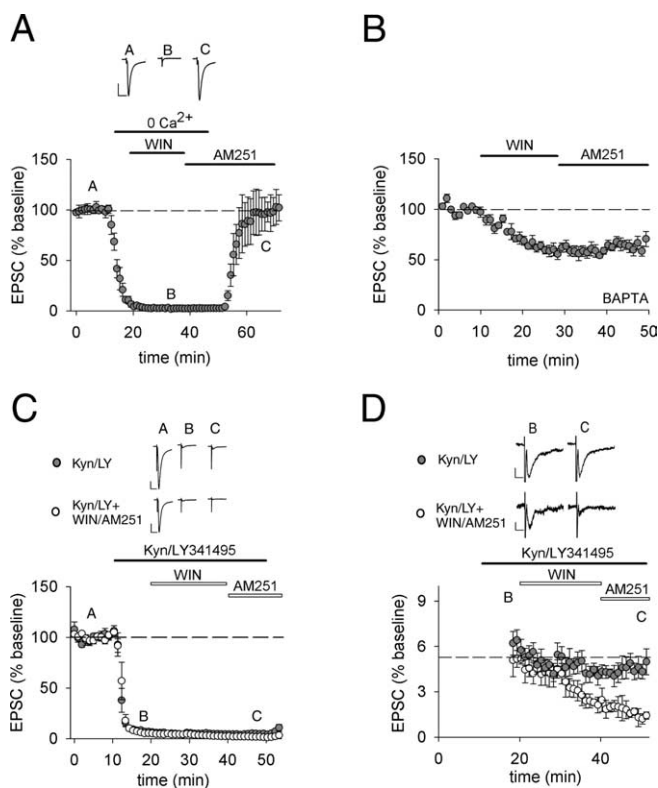 A
A B C
0 Ca2+
WIN
AM251
150
100
50
0
A
B
C
EPSC (% baseline)
0 20 40 60
time (min)
B
WIN
AM251
150
100
50
0
EPSC (% baseline)
BAPTA
0 10 20 30 40 50
time (min)
C
A B C
Kyn/LY
Kyn/LY+
WIN/AM251
Kyn/LY341495
WIN
AM251
150
100
50
0
A
B
C
EPSC (% baseline)
0 10 20 30 40 50
time (min)
D
B C
Kyn/LY
Kyn/LY+
WIN/AM251
Kyn/LY341495
WIN
AM251
9
6
3
0
B
C
EPSC (% baseline)
0 20 40
time (min)